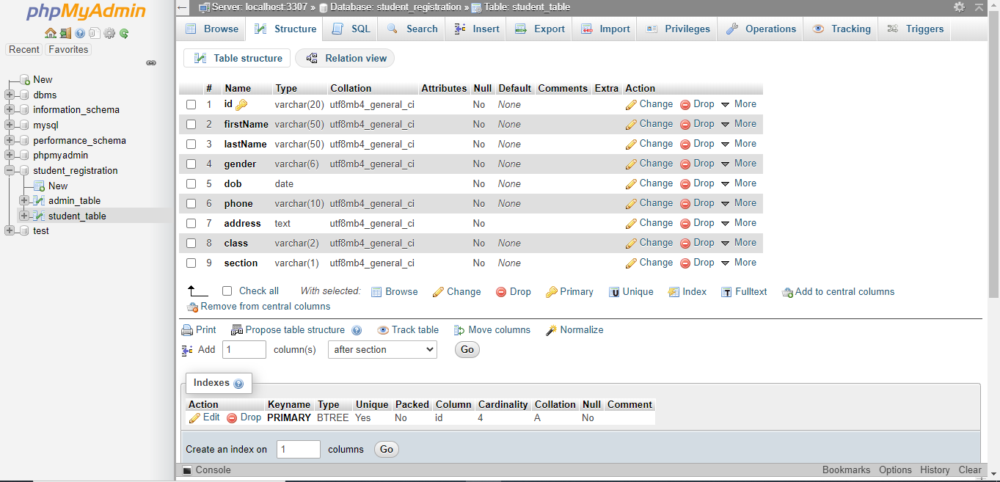 phpMyAdmin
Recent Favorites
New
dbms
information_schema
mysql
performance_schema
phpmyadmin
student_registration
New
admin_table
student_table
test
Server: localhost:3307 » Database: student_registration » Table: student_table
Browse Structure SQL Search Insert Export Import Privileges Operations Tracking Triggers
Table structure Relation view
# Name Type Collation Attributes Null Default Comments Extra Action
1 id varchar(20) utf8mb4_general_ci No None Change Drop More
2 firstName varchar(50) utf8mb4_general_ci No None Change Drop More
3 lastName varchar(50) utf8mb4_general_ci No None Change Drop More
4 gender varchar(6) utf8mb4_general_ci No None Change Drop More
5 dob date No None Change Drop More
6 phone varchar(10) utf8mb4_general_ci No None Change Drop More
7 address text utf8mb4_general_ci No Change Drop More
8 class varchar(2) utf8mb4_general_ci No None Change Drop More
9 section varchar(1) utf8mb4_general_ci No None Change Drop More
Check all With selected: Browse Change Drop Primary Unique Index Fulltext Add to central columns
Remove from central columns
Print Propose table structure Track table Move columns Normalize
Add 1 column(s) after section Go
Indexes
Action Keyname Type Unique Packed Column Cardinality Collation Null Comment
Edit Drop PRIMARY BTREE Yes No id 4 A No
Create an index on 1 columns Go
Console Bookmarks Options History Clear